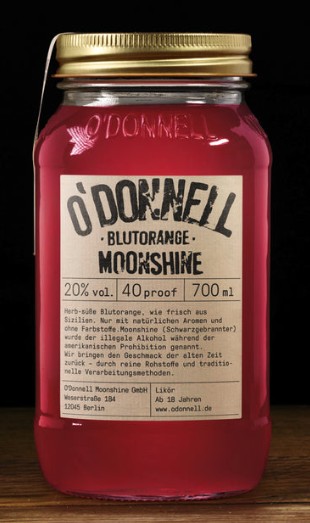 O'DONNELL
O'DONNELL
·BLUTORANGE·
MOONSHINE
20% vol. 40 proof 700 ml
Herb-süße Blutorange, wie frisch aus
Sizilien. Nur mit natürlichen Aromen und
ohne Farbstoffe.Moonshine (Schwarzgebrannter)
wurde der illegale Alkohol während der
amerikanischen Prohibition genannt.
Wir bringen den Geschmack der alten Zeit
zurück - durch reine Rohstoffe und traditio-
nelle Verarbeitungsmethoden.
O'Donnell Moonshine GmbH Likör
Weserstraße 184 Ab 18 Jahren
12045 Berlin www.odonnell.de